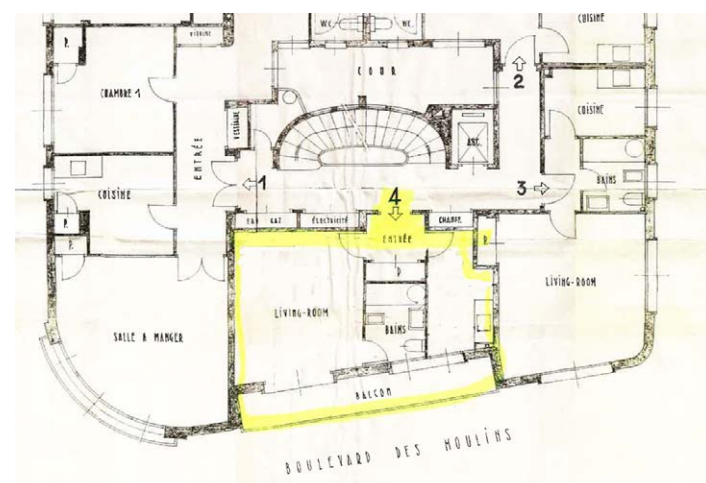 W.C.
W.C.
CUISINE
P.
VITRINE
COUR
2
CHAMBRE 1
CUISINE
VESTIAIRE
ENTRÉE
ASC.
CUISINE
1
4
3
BAINS
P.
GAZ
ÉLECTRICITÉ
CHAUFF.
P.
ENTRÉE
P.
P.
LIVING-ROOM
LIVING-ROOM
SALLE A MANGER
BAINS
BALCON
BOULEVARD DES MOULINS